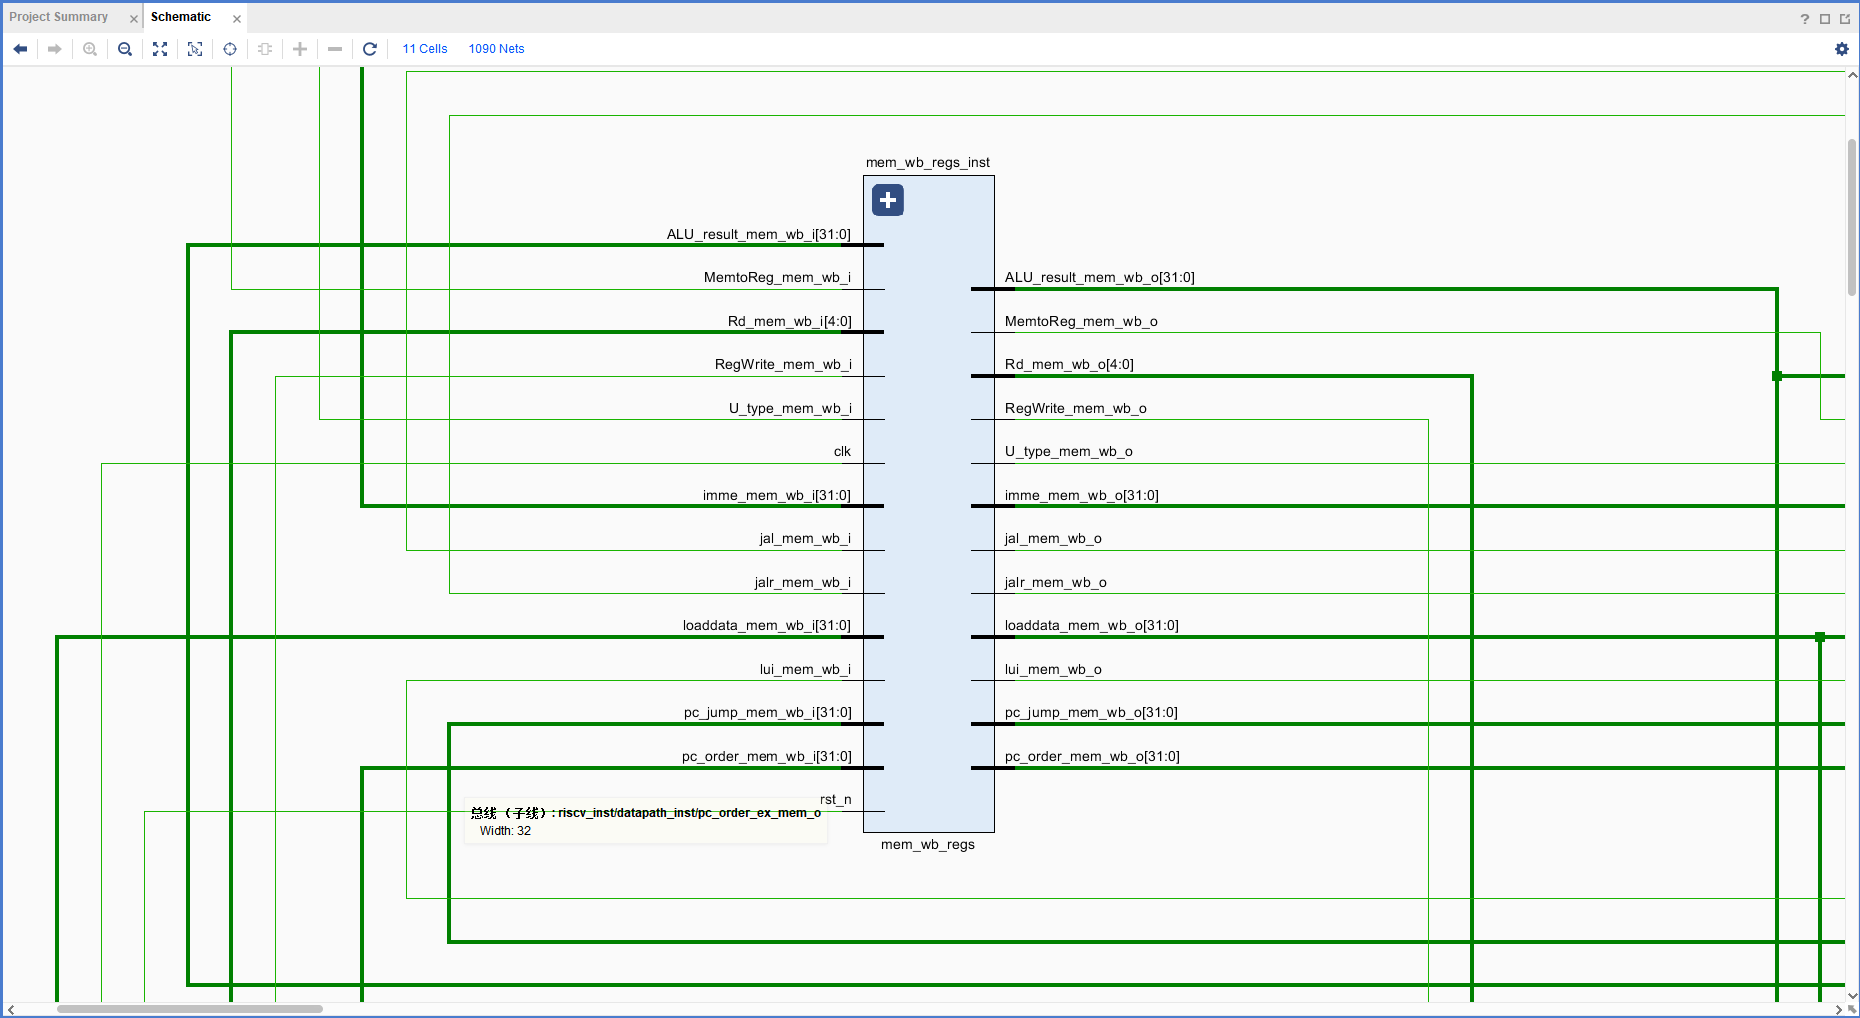 Project Summary
Schematic
11 Cells
1090 Nets
mem_wb_regs_inst
ALU_result_mem_wb_i[31:0]
MemtoReg_mem_wb_i
Rd_mem_wb_i[4:0]
RegWrite_mem_wb_i
U_type_mem_wb_i
clk
imme_mem_wb_i[31:0]
jal_mem_wb_i
jalr_mem_wb_i
loaddata_mem_wb_i[31:0]
lui_mem_wb_i
pc_jump_mem_wb_i[31:0]
pc_order_mem_wb_i[31:0]
rst_n
ALU_result_mem_wb_o[31:0]
MemtoReg_mem_wb_o
Rd_mem_wb_o[4:0]
RegWrite_mem_wb_o
U_type_mem_wb_o
imme_mem_wb_o[31:0]
jal_mem_wb_o
jalr_mem_wb_o
loaddata_mem_wb_o[31:0]
lui_mem_wb_o
pc_jump_mem_wb_o[31:0]
pc_order_mem_wb_o[31:0]
总线（子线）: riscv_inst/datapath_inst/pc_order_ex_mem_o
Width: 32
mem_wb_regs